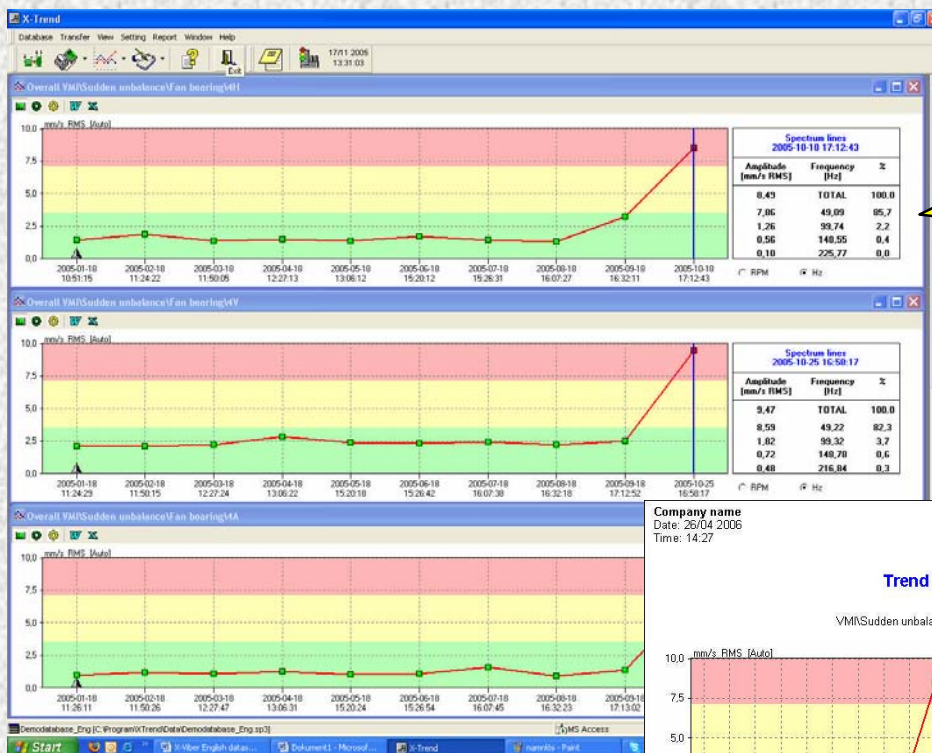 X-Trend
Database Transfer View Setting Report Window Help
17/11 2005
13.31.03
Exit
Overall VMI\Sudden unbalance\Fan bearing\4H
mm/s RMS [Auto]
10,0
7,5
5,0
2,5
0,0
2005-01-18 2005-02-18 2005-03-18 2005-04-18 2005-05-18 2005-06-18 2005-07-18 2005-08-18 2005-09-18 2005-10-18
10:51:15 11:24:22 11:50:05 12:27:13 13:06:12 15:20:12 15:26:31 16:07:27 16:32:11 17:12:43
Spectrum lines
2005-10-18 17:12:43
Amplitude Frequency %
[mm/s RMS] [Hz]
8,49 TOTAL 100.0
7,86 49,09 85,7
1,26 99,74 2,2
0,56 148,55 0,4
0,10 225,77 0,0
RPM Hz
Overall VMI\Sudden unbalance\Fan bearing\4V
mm/s RMS [Auto]
10,0
7,5
5,0
2,5
0,0
2005-01-18 2005-02-18 2005-03-18 2005-04-18 2005-05-18 2005-06-18 2005-07-18 2005-08-18 2005-09-18 2005-10-25
11:24:29 11:50:15 12:27:24 13:06:22 15:20:18 15:26:42 16:07:38 16:32:18 17:12:52 16:58:17
Spectrum lines
2005-10-25 16:58:17
Amplitude Frequency %
[mm/s RMS] [Hz]
9,47 TOTAL 100.0
8,59 49,22 82,3
1,82 99,32 3,7
0,72 148,78 0,6
0,48 216,84 0,3
RPM Hz
Overall VMI\Sudden unbalance\Fan bearing\4A
mm/s RMS [Auto]
10,0
7,5
5,0
2,5
0,0
2005-01-18 2005-02-18 2005-03-18 2005-04-18 2005-05-18 2005-06-18 2005-07-18 2005-08-18 2005-09-18
11:26:11 11:50:26 12:27:47 13:06:31 15:20:24 15:26:54 16:07:45 16:32:23 17:13:02
Company name
Date: 26/04 2006
Time: 14:27
Trend
VMI\Sudden unbala
mm/s RMS [Auto]
10,0
7,5
5,0
Demodatabase_Eng [C:\Program\XTrend\Data\Demodatabase_Eng.sp3] MS Access
Start X-Viber English datas... Dokument1 - Microsof... X-Trend namnlös - Paint